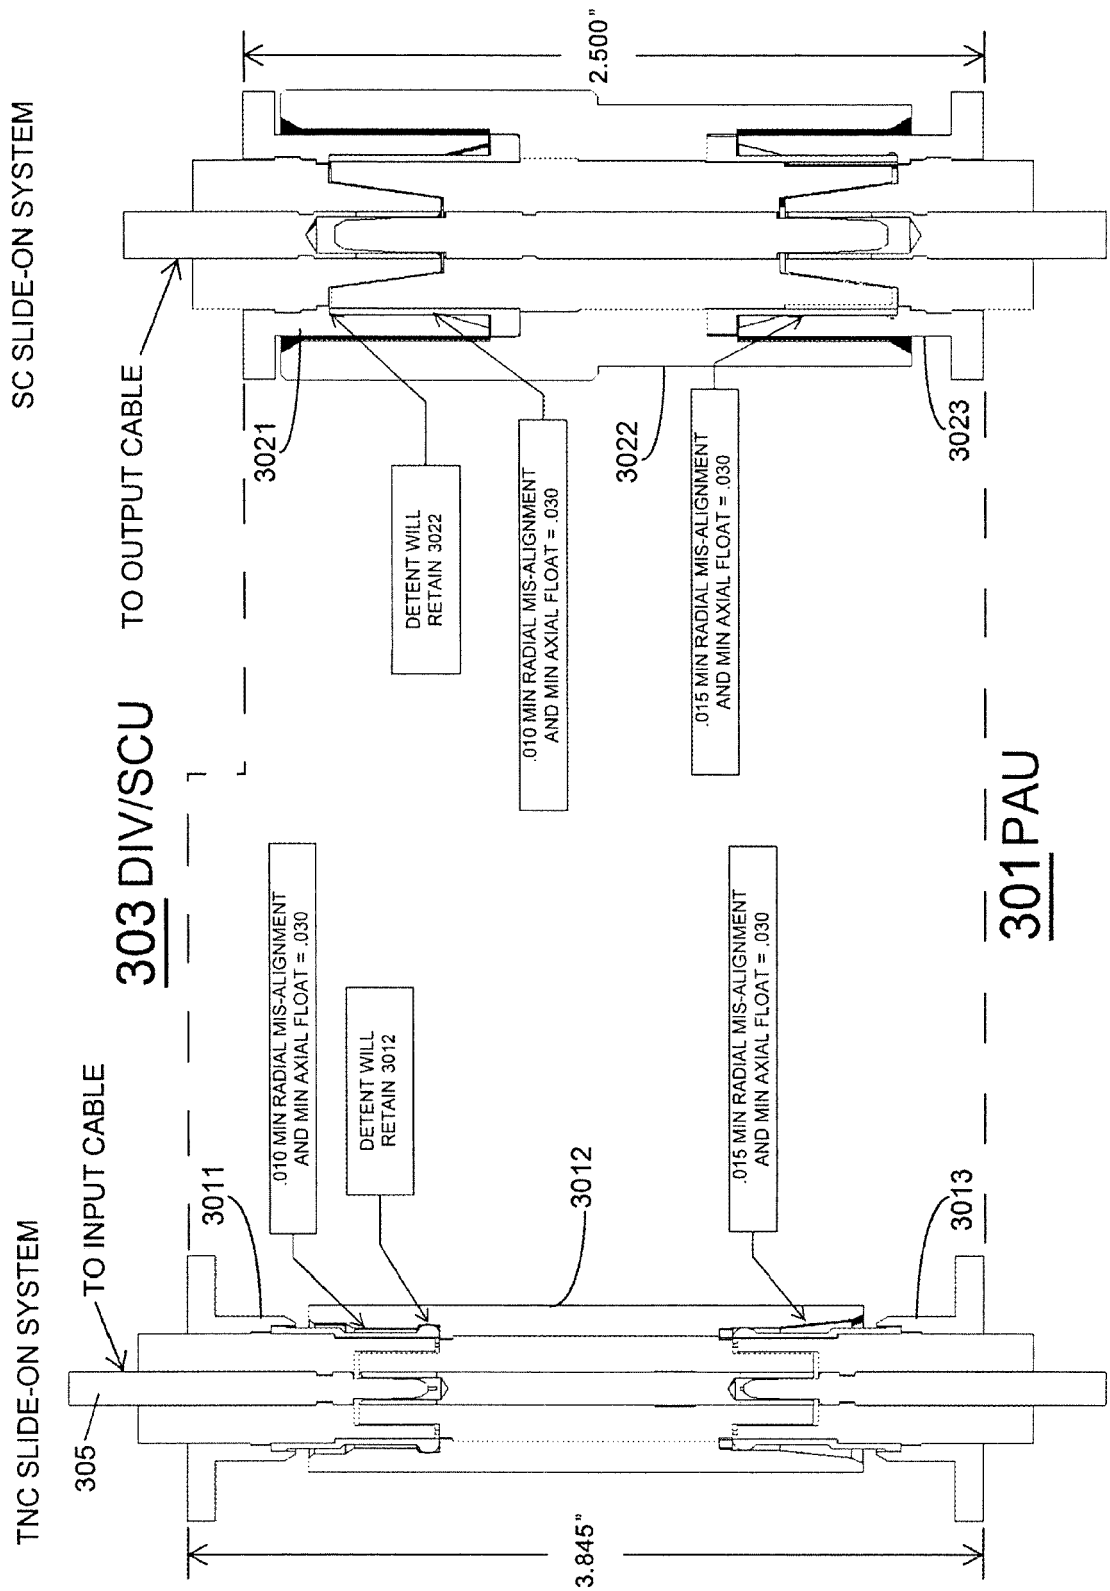 TNC SLIDE-ON SYSTEM
TO INPUT CABLE
305
3011
.010 MIN RADIAL MIS-ALIGNMENT
AND MIN AXIAL FLOAT = .030
DETENT WILL
RETAIN 3012
3012
.015 MIN RADIAL MIS-ALIGNMENT
AND MIN AXIAL FLOAT = .030
3013
3.845"
303 DIV/SCU
301 PAU
SC SLIDE-ON SYSTEM
TO OUTPUT CABLE
3021
DETENT WILL
RETAIN 3022
.010 MIN RADIAL MIS-ALIGNMENT
AND MIN AXIAL FLOAT = .030
3022
.015 MIN RADIAL MIS-ALIGNMENT
AND MIN AXIAL FLOAT = .030
3023
2.500"